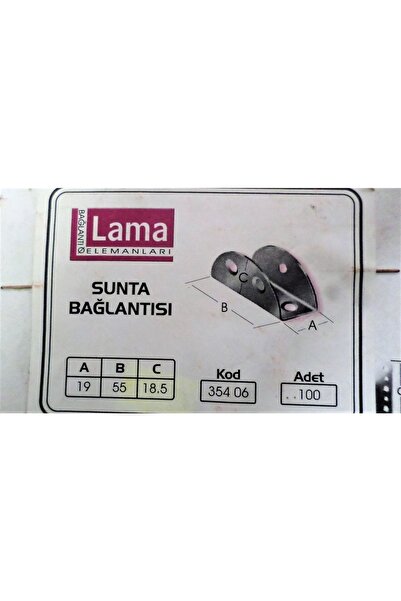 BAĞLANTI
Lama
ELEMANLARI
SUNTA
BAĞLANTISI
C
B
A
A B C
19 55 18.5
Kod
354 06
Adet
..100